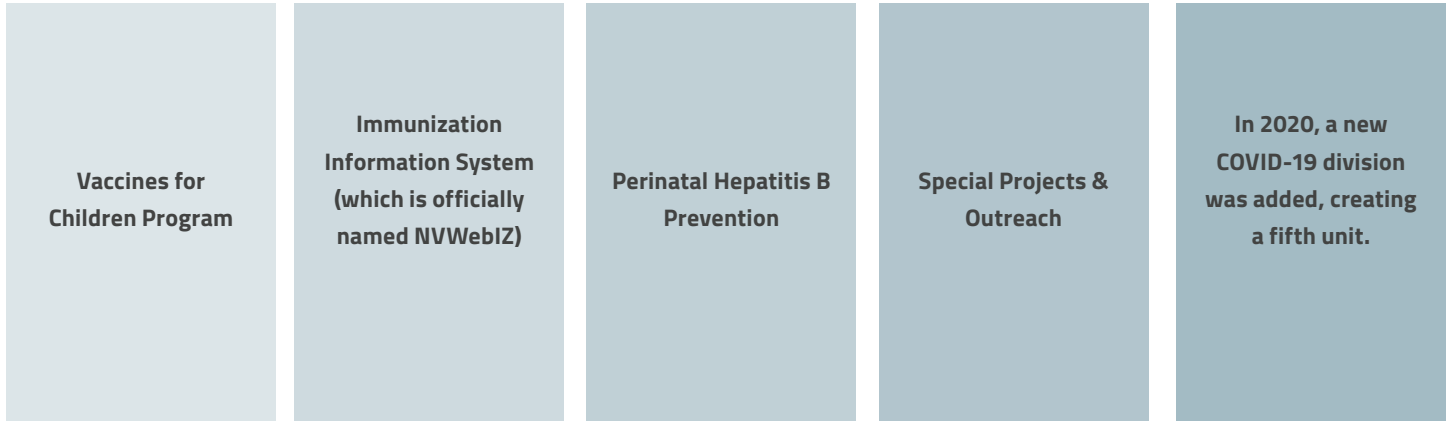 Vaccines for
Children Program
Immunization
Information System
(which is officially
named NVWebIZ)
Perinatal Hepatitis B
Prevention
Special Projects &
Outreach
In 2020, a new
COVID-19 division
was added, creating
a fifth unit.